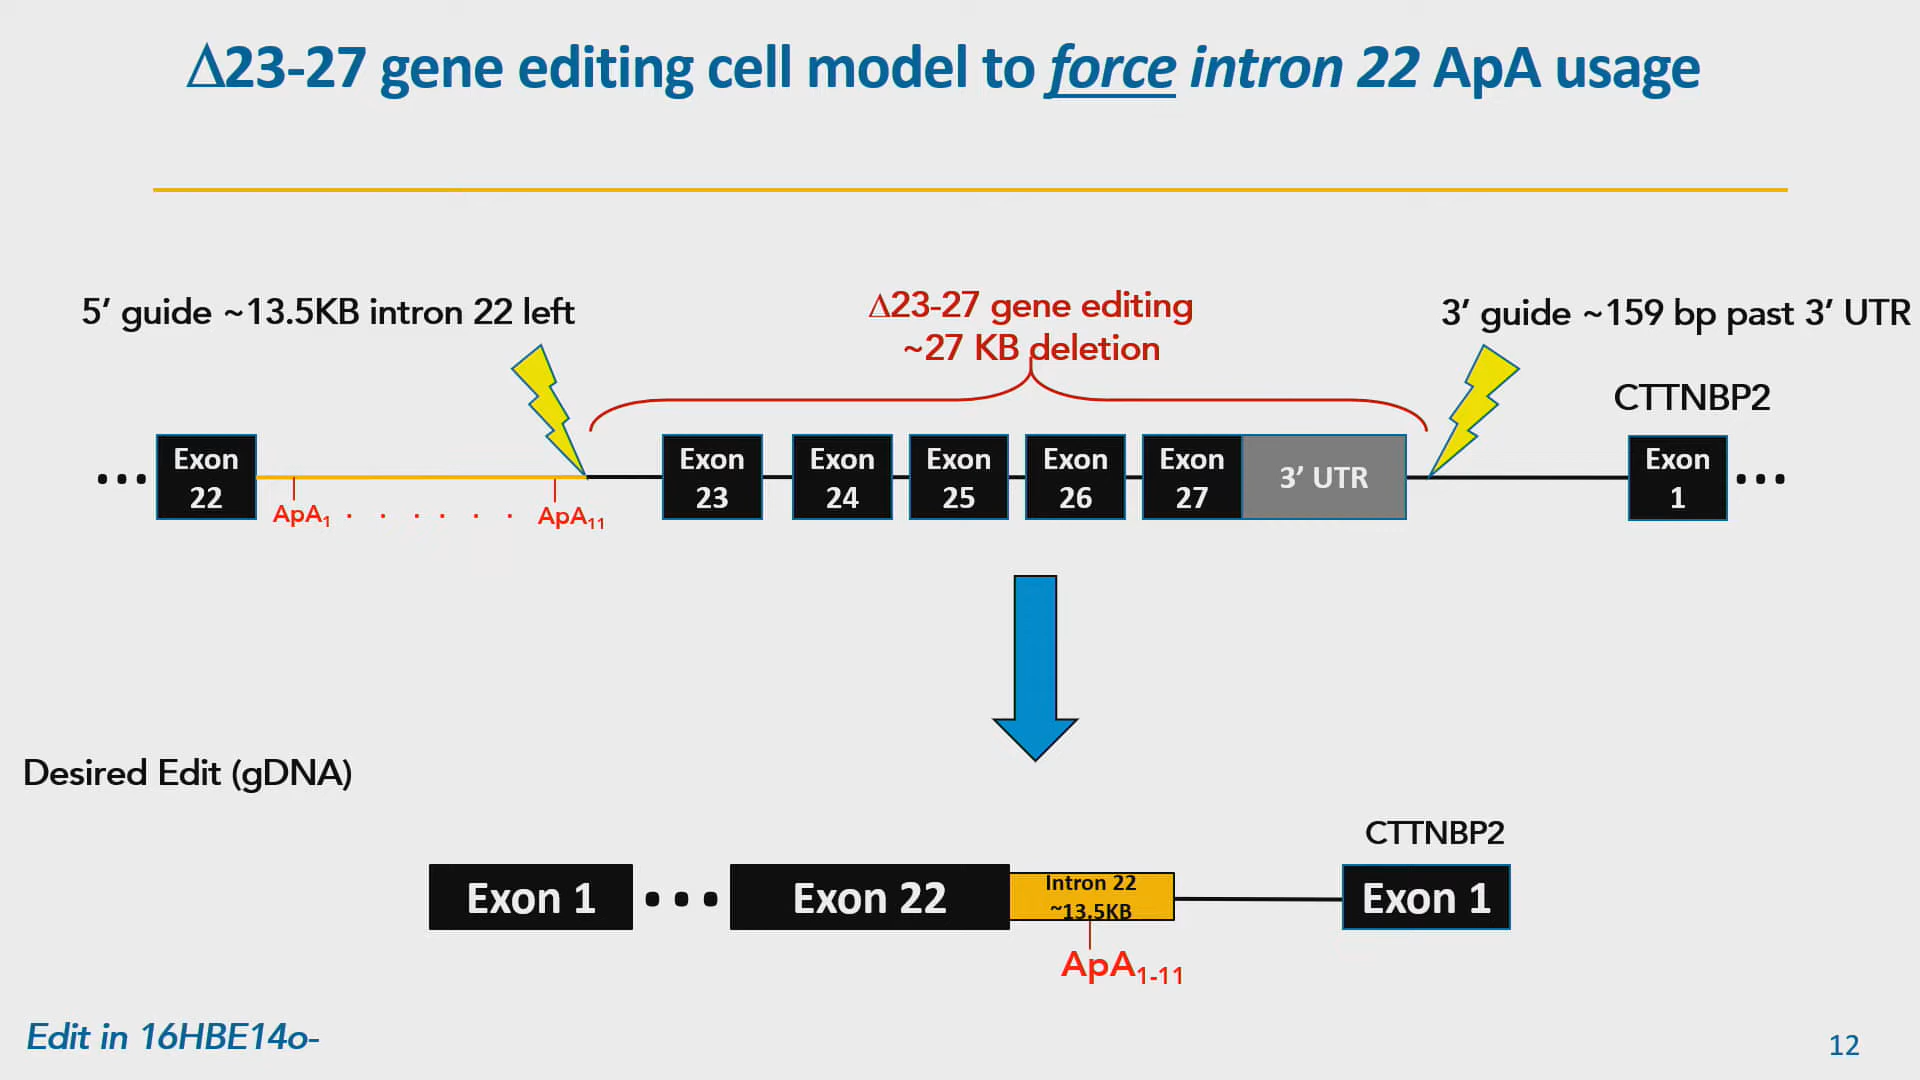 Δ23-27 gene editing cell model to force intron 22 ApA usage
5’ guide ~13.5KB intron 22 left
Δ23-27 gene editing
~27 KB deletion
3’ guide ~159 bp past 3’ UTR
CTTNBP2
... Exon 22
Exon 23
Exon 24
Exon 25
Exon 26
Exon 27
3’ UTR
Exon 1 ...
ApA1 . . . . . . ApA11
Desired Edit (gDNA)
CTTNBP2
Exon 1 ... Exon 22
Intron 22
~13.5KB
Exon 1
ApA1-11
Edit in 16HBE14o-
12